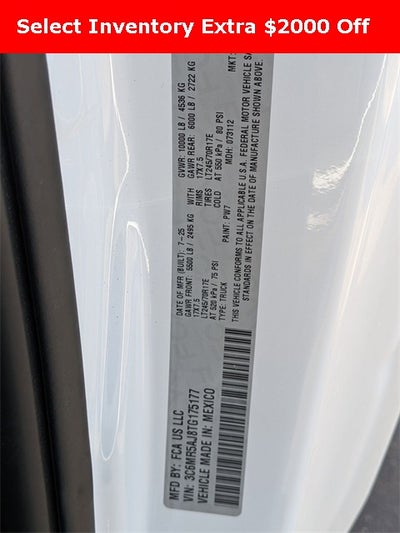 Select Inventory Extra $2000 Off
MFD BY: FCA US LLC
3C6MR5AJ8TG175177
VEHICLE MADE IN: MEXICO
DATE OF MFR (BUILT): 7-25
GVWR: 10000 LB / 4536 KG
GAWR FRONT: 5500 LB / 2495 KG WITH GAWR REAR: 6000 LB / 2722 KG
17X7.5 RIMS 17X7.5
LT245/70R17E TIRES LT245/70R17E
AT 520 kPa / 75 PSI COLD AT 550 kPa / 80 PSI
TYPE: TRUCK PAINT: PW7 MDH: 073112 MKT:
THIS VEHICLE CONFORMS TO ALL APPLICABLE U.S.A. FEDERAL MOTOR VEHICLE
STANDARDS IN EFFECT ON THE DATE OF MANUFACTURE SHOWN ABOVE.